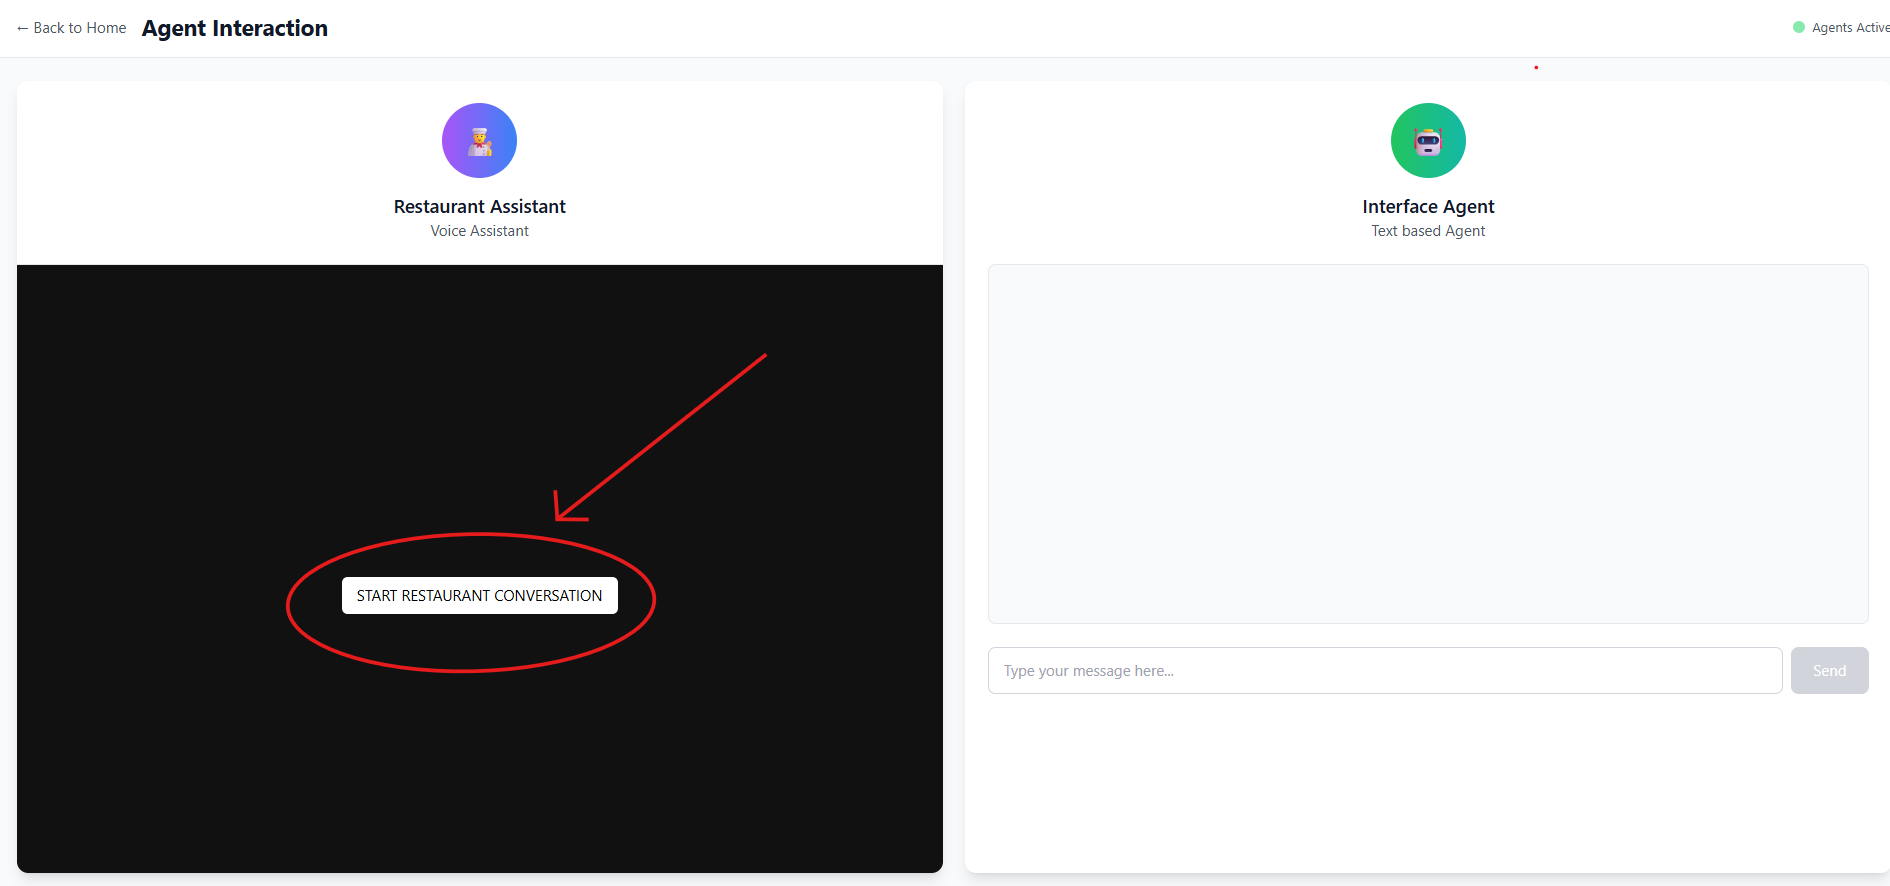 ← Back to Home Agent Interaction
Agents Active
Restaurant Assistant
Voice Assistant
START RESTAURANT CONVERSATION
Interface Agent
Text based Agent
Type your message here...
Send